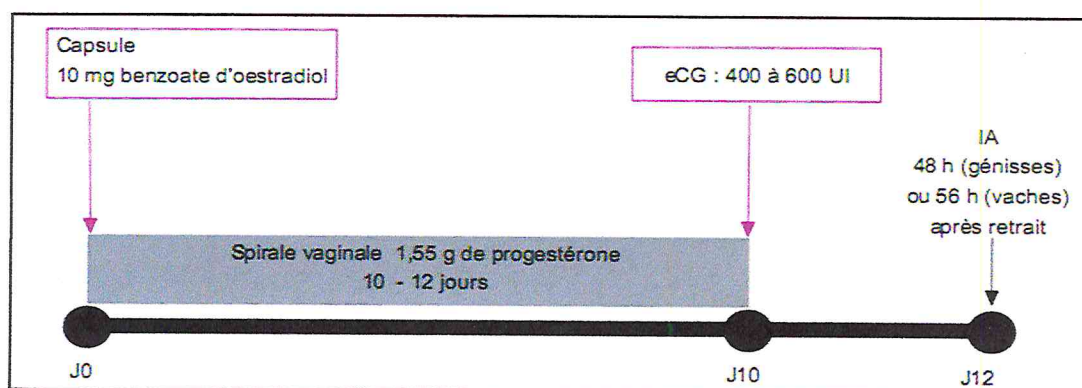 Capsule
10 mg benzoate d'oestradiol
eCG : 400 à 600 UI
IA
48 h (génisses)
ou 56 h (vaches)
après retrait
Spirale vaginale 1,55 g de progestérone
10 - 12 jours
J0
J10
J12